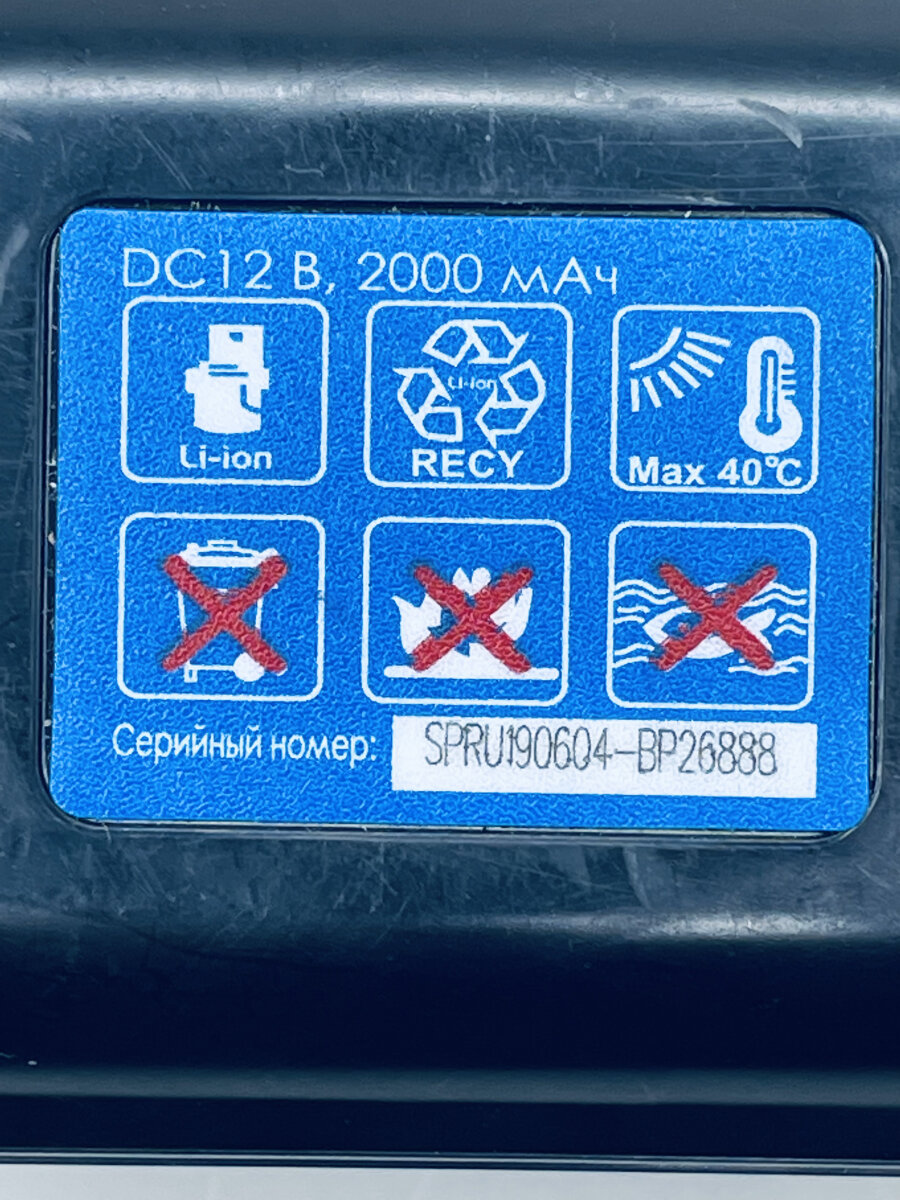 DC12 В, 2000 мАч
Li-ion
Li-ion
RECY
Max 40°C
Серийный номер: SPRU190604-BP26888